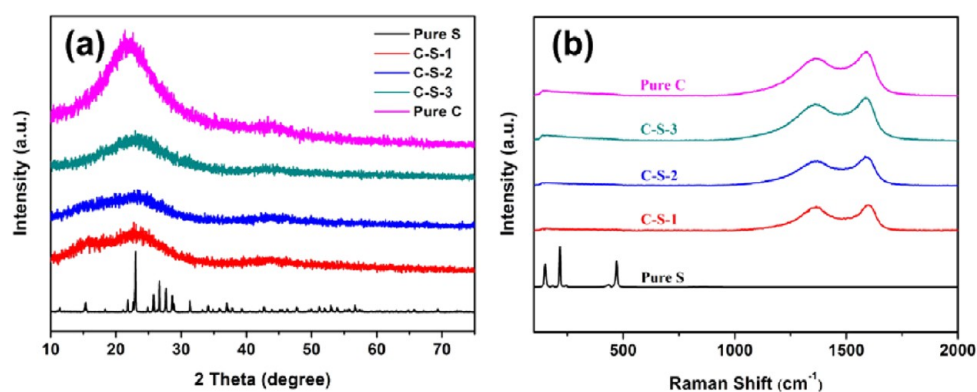 (a)
Pure S
C-S-1
C-S-2
C-S-3
Pure C
Intensity (a.u.)
10 20 30 40 50 60 70
2 Theta (degree)
(b)
Pure C
C-S-3
C-S-2
C-S-1
Pure S
Intensity (a.u.)
500 1000 1500 2000
Raman Shift (cm⁻¹)